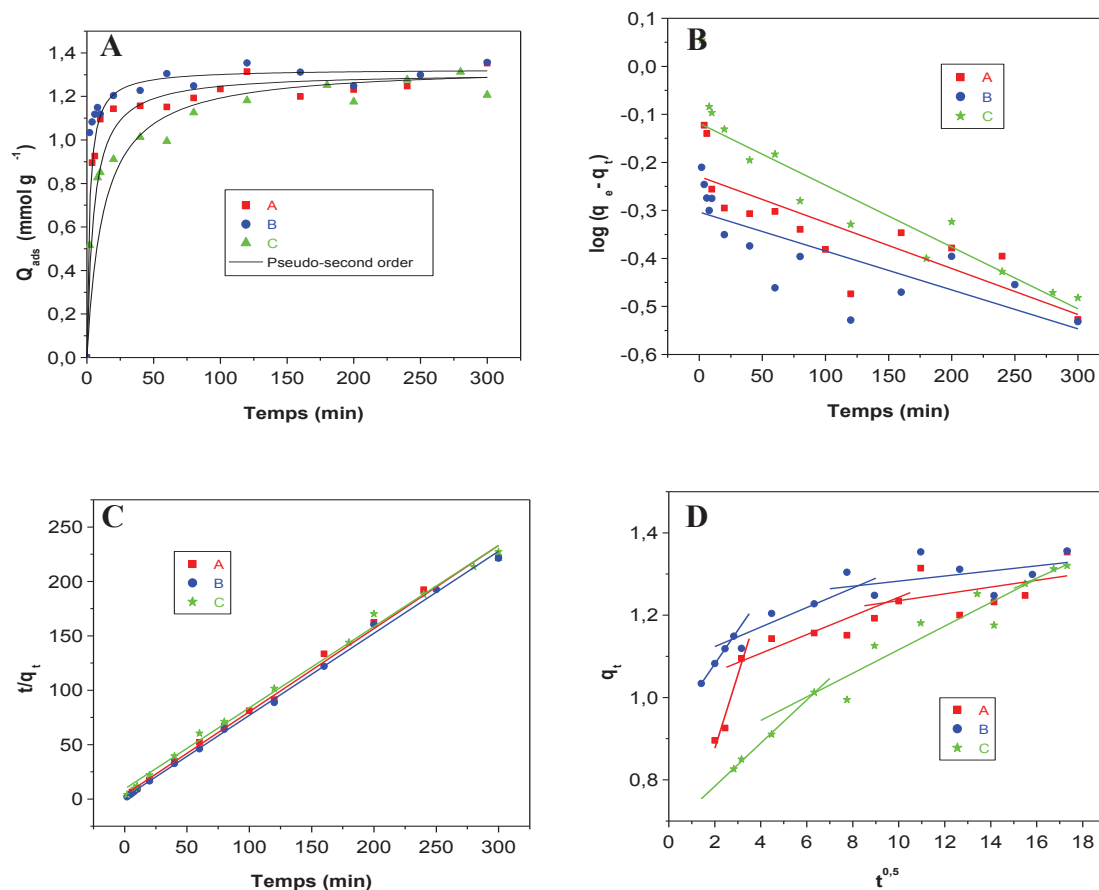 A
1,4
1,2
1,0
0,8
0,6
0,4
0,2
0,0
Q_ads (mmol g^-1)
A
B
C
Pseudo-second order
0 50 100 150 200 250 300
Temps (min)
B
0,1
0,0
-0,1
-0,2
-0,3
-0,4
-0,5
-0,6
log (q_e - q_t)
A
B
C
0 50 100 150 200 250 300
Temps (min)
C
250
200
150
100
50
0
t/q_t
A
B
C
0 50 100 150 200 250 300
Temps (min)
D
1,4
1,2
1,0
0,8
q_t
A
B
C
0 2 4 6 8 10 12 14 16 18
t^0,5